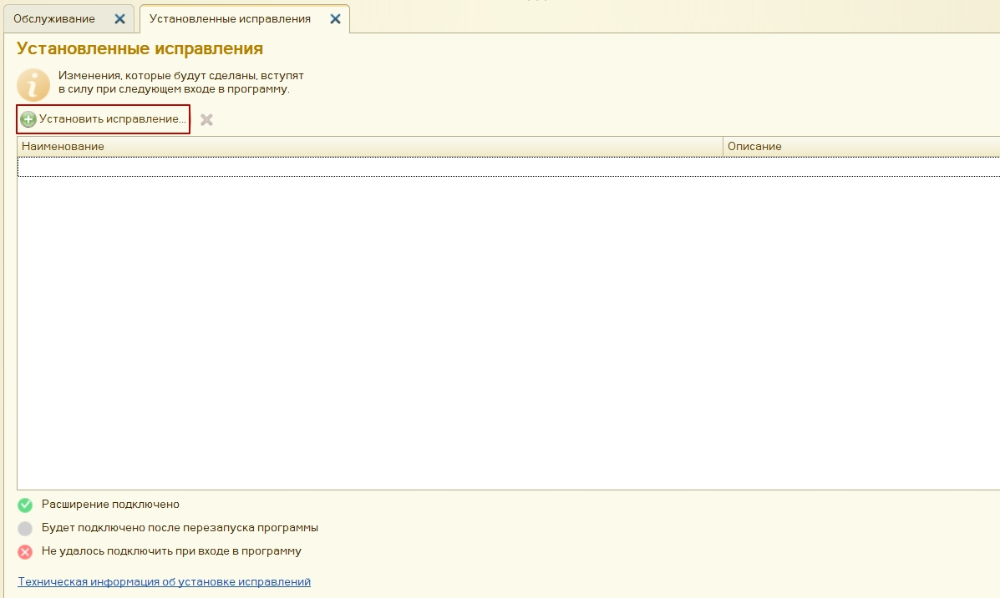 Обслуживание
Установленные исправления
Установленные исправления
Изменения, которые будут сделаны, вступят
в силу при следующем входе в программу.
Установить исправление...
Наименование
Описание
Расширение подключено
Будет подключено после перезапуска программы
Не удалось подключить при входе в программу
Техническая информация об установке исправлений